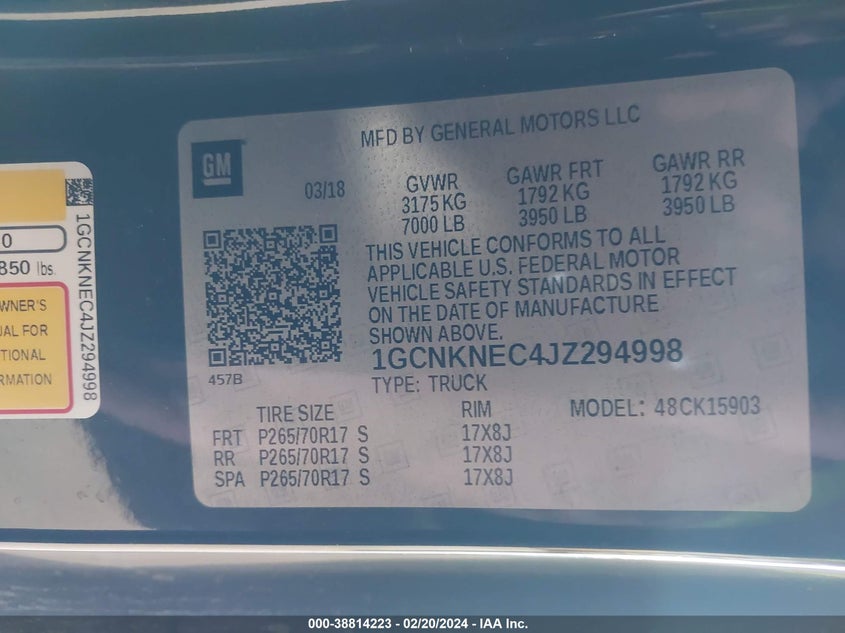 MFD BY GENERAL MOTORS LLC
GM
03/18
GVWR GAWR FRT GAWR RR
3175 KG 1792 KG 1792 KG
7000 LB 3950 LB 3950 LB
THIS VEHICLE CONFORMS TO ALL
APPLICABLE U.S. FEDERAL MOTOR
VEHICLE SAFETY STANDARDS IN EFFECT
ON THE DATE OF MANUFACTURE
SHOWN ABOVE.
1GCNKNEC4JZ294998
457B
TYPE: TRUCK
TIRE SIZE RIM MODEL: 48CK15903
FRT P265/70R17 S 17X8J
RR P265/70R17 S 17X8J
SPA P265/70R17 S 17X8J
0
850 lbs.
WNER'S
UAL FOR
TIONAL
RMATION
1GCNKNEC4JZ294998
000-38814223 - 02/20/2024 - IAA Inc.